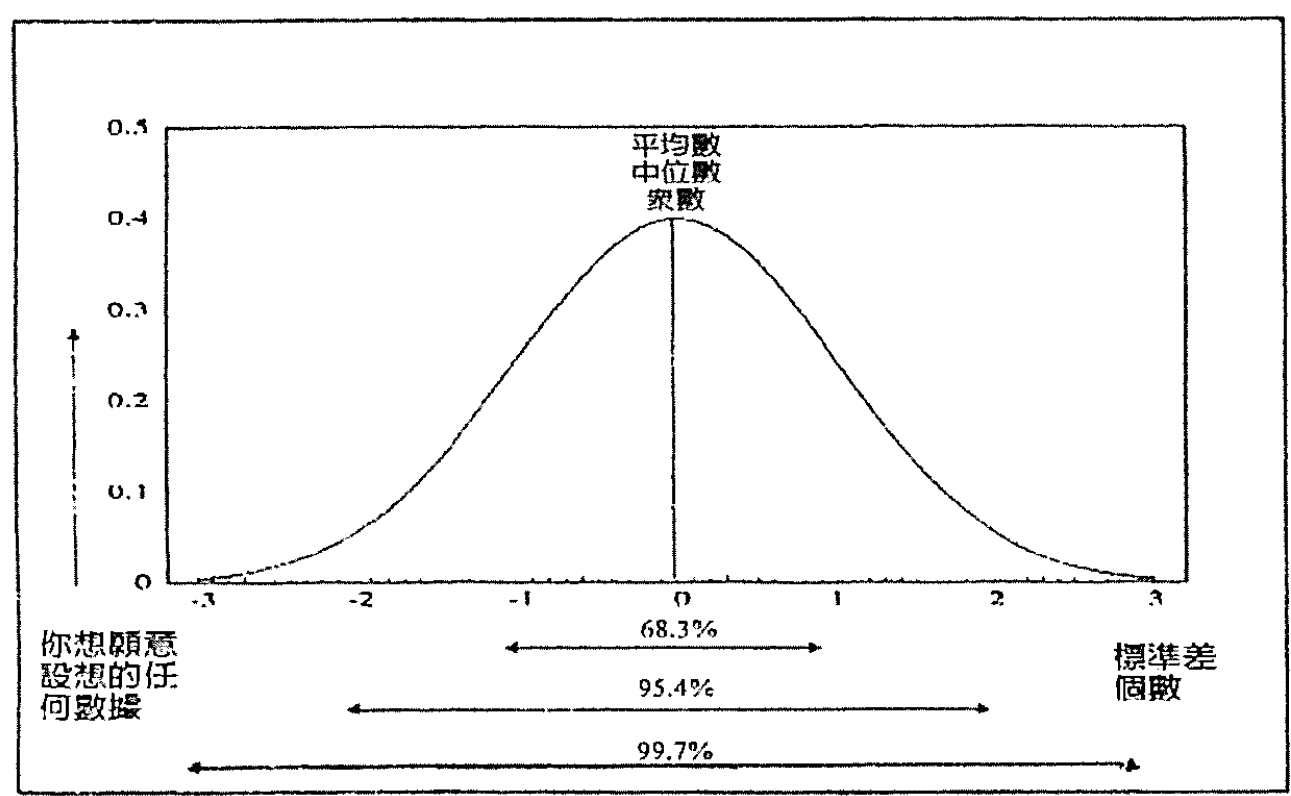 0.5
平均數
中位數
眾數
0.4
0.3
0.2
0.1
0
-3 -2 -1 0 1 2 3
68.3%
你想願意
設想的任
何數據
標準差
個數
95.4%
99.7%